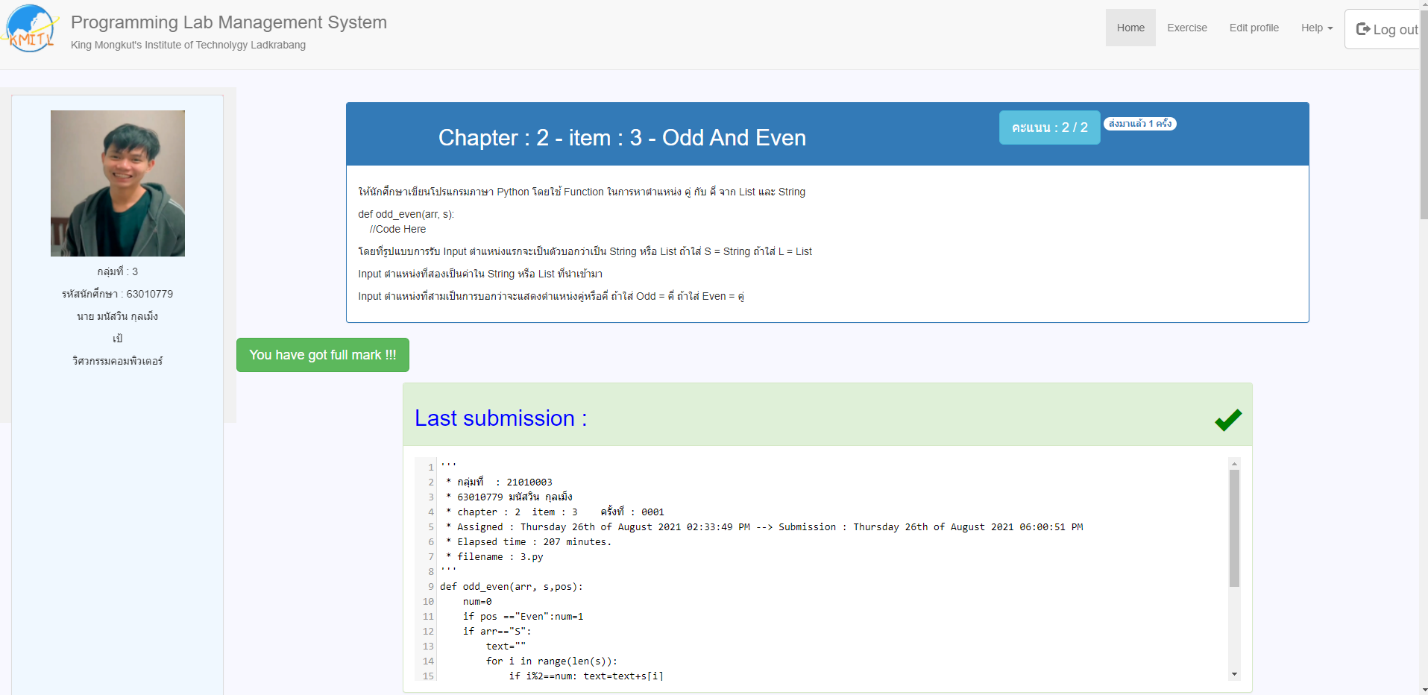 KMITL
Programming Lab Management System
King Mongkut's Institute of Technolygy Ladkrabang
Home
Exercise
Edit profile
Help
Log out
กลุ่มที่ : 3
รหัสนักศึกษา : 63010779
นาย มนัสวิน กุลเม็ง
เป้
วิศวกรรมคอมพิวเตอร์
Chapter : 2 - item : 3 - Odd And Even
คะแนน : 2 / 2
ส่งมาแล้ว 1 ครั้ง
ให้นักศึกษาเขียนโปรแกรมภาษา Python โดยใช้ Function ในการหาตำแหน่ง คู่ กับ คี่ จาก List และ String
def odd_even(arr, s):
//Code Here
โดยที่รูปแบบการรับ Input ตำแหน่งแรกจะเป็นตัวบอกว่าเป็น String หรือ List ถ้าใส่ S = String ถ้าใส่ L = List
Input ตำแหน่งที่สองเป็นค่าใน String หรือ List ที่นำเข้ามา
Input ตำแหน่งที่สามเป็นการบอกว่าจะแสดงตำแหน่งคู่หรือคี่ ถ้าใส่ Odd = คี่ ถ้าใส่ Even = คู่
You have got full mark !!!
Last submission :
1 '''
2 * กลุ่มที่ : 21010003
3 * 63010779 มนัสวิน กุลเม็ง
4 * chapter : 2 item : 3 ครั้งที่ : 0001
5 * Assigned : Thursday 26th of August 2021 02:33:49 PM --> Submission : Thursday 26th of August 2021 06:00:51 PM
6 * Elapsed time : 207 minutes.
7 * filename : 3.py
8 '''
9 def odd_even(arr, s,pos):
10 num=0
11 if pos =="Even":num=1
12 if arr=="S":
13 text=""
14 for i in range(len(s)):
15 if i%2==num: text=text+s[i]